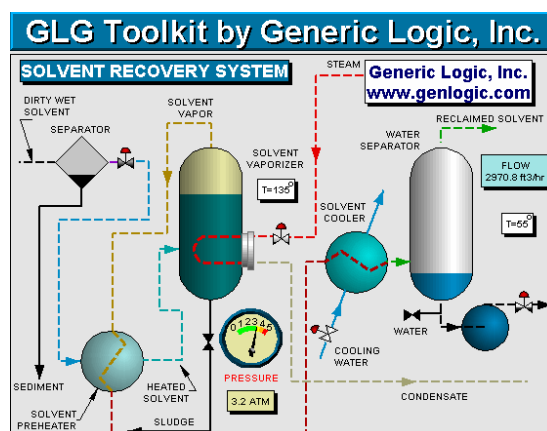 GLG Toolkit by Generic Logic, Inc.
SOLVENT RECOVERY SYSTEM
STEAM
Generic Logic, Inc.
www.genlogic.com
DIRTY WET
SOLVENT
SEPARATOR
SOLVENT
VAPOR
SOLVENT
VAPORIZER
T=135°
WATER
SEPARATOR
RECLAIMED SOLVENT
FLOW
2970.8 ft3/hr
SOLVENT
COOLER
T=55°
0 1 2 3 4 5
PRESSURE
3.2 ATM
COOLING
WATER
WATER
SEDIMENT
SOLVENT
PREHEATER
HEATED
SOLVENT
SLUDGE
CONDENSATE